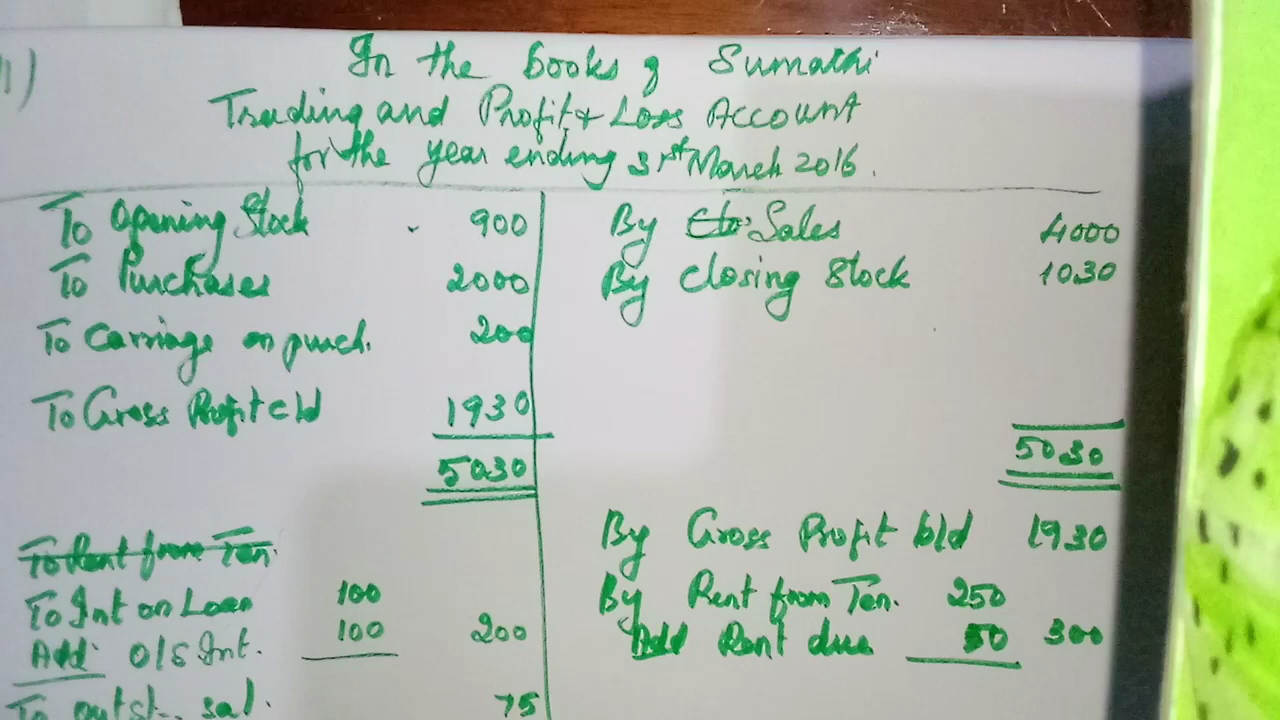 1)
In the books of Sumathi
Trading and Profit & Loss Account
for the year ending 31st March 2016.
To Opening Stock 900 By Sales 4000
To Purchases 2000 By Closing Stock 1030
To Carriage on purch. 200
To Gross Profit c/d 1930
5030 5030
By Gross Profit b/d 1930
To Rent from Ten.
To Int on Loan 100 By Rent from Ten. 250
Add: O/S Int. 100 200 Add Rent due 50 300
To outst. sal. 75